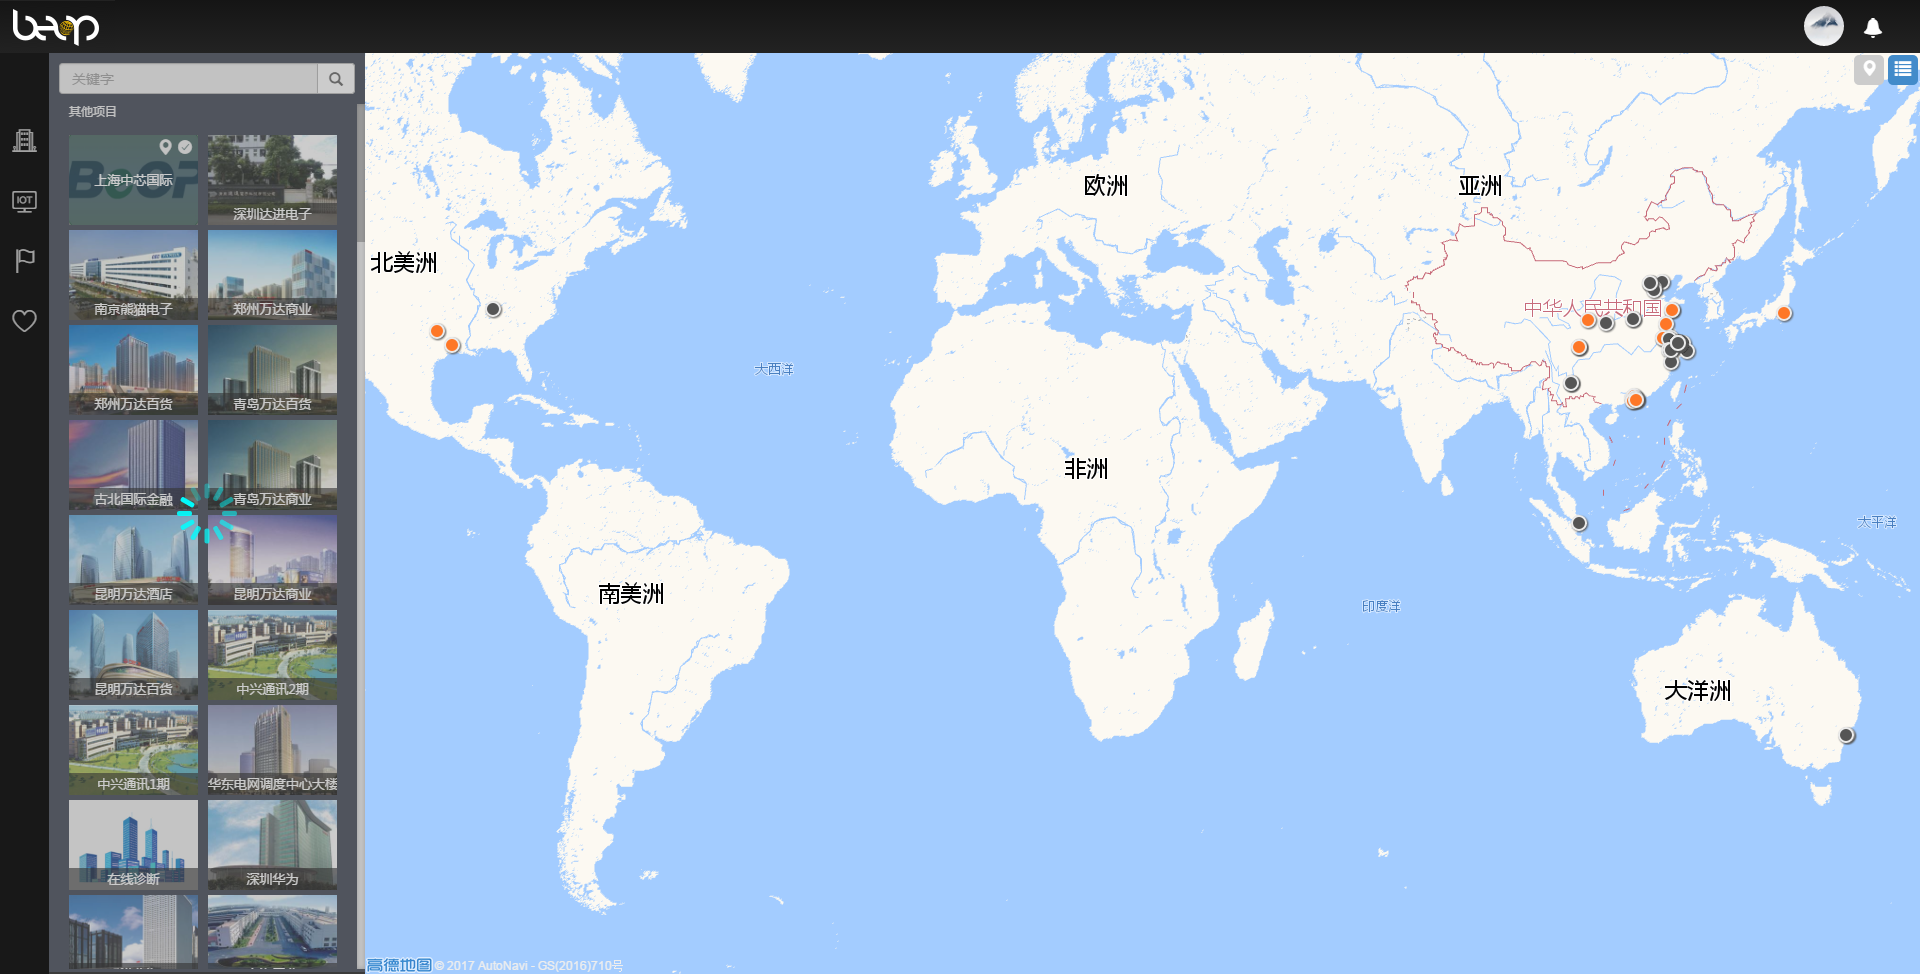 beop
关键字
其他项目
BeOP
上海中芯国际
深圳达进电子
南京熊猫电子
郑州万达商业
郑州万达百货
青岛万达百货
古北国际金融
青岛万达商业
昆明万达酒店
昆明万达商业
昆明万达百货
中兴通讯2期
中兴通讯1期
华东电网调度中心大楼
在线诊断
深圳华为
IOT
北美洲
欧洲
亚洲
中华人民共和国
大西洋
非洲
南美洲
印度洋
太平洋
大洋洲
高德地图 © 2017 AutoNavi - GS(2016)710号